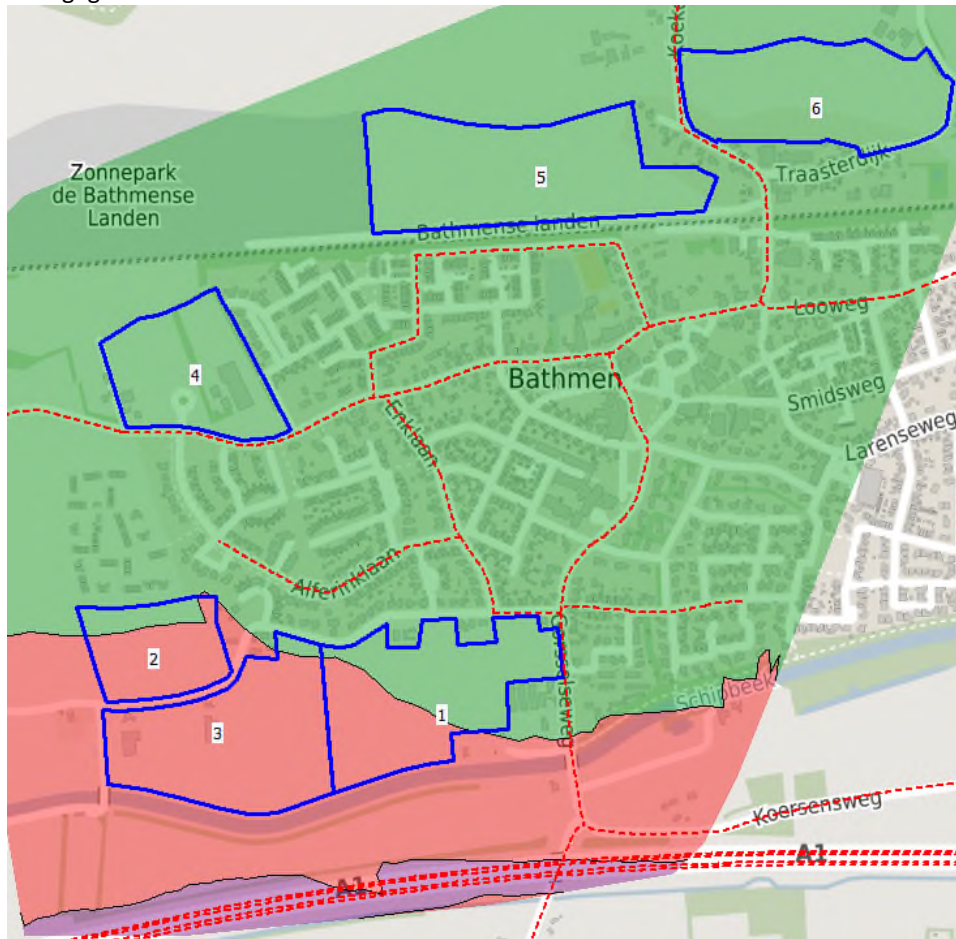 Koek
6
Traasterdijk
Zonnepark
de Bathmense
Landen
5
Bathmense landen
Looweg
4
Bathmen
Smidsweg
Enklaan
Larenseweg
Alferinklaan
2
1
3
Schipbeek
Koersensweg
A1
A1